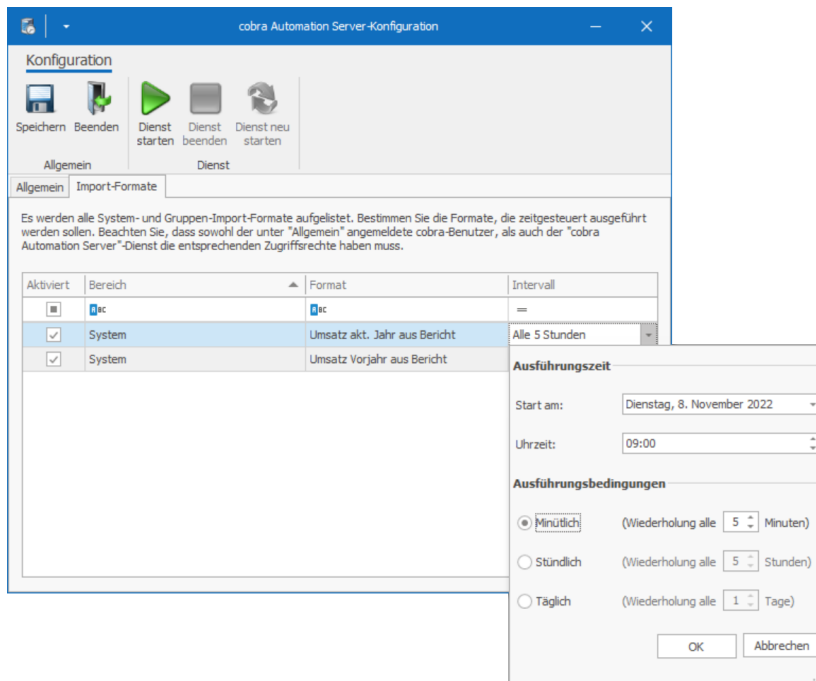 cobra Automation Server-Konfiguration
Konfiguration
Speichern Beenden Dienst starten Dienst beenden Dienst neu starten
Allgemein Dienst
Allgemein Import-Formate
Es werden alle System- und Gruppen-Import-Formate aufgelistet. Bestimmen Sie die Formate, die zeitgesteuert ausgeführt
werden sollen. Beachten Sie, dass sowohl der unter "Allgemein" angemeldete cobra-Benutzer, als auch der "cobra
Automation Server"-Dienst die entsprechenden Zugriffsrechte haben muss.
Aktiviert Bereich Format Intervall
ABC ABC =
System Umsatz akt. Jahr aus Bericht Alle 5 Stunden
System Umsatz Vorjahr aus Bericht
Ausführungszeit
Start am: Dienstag, 8. November 2022
Uhrzeit: 09:00
Ausführungsbedingungen
Minütlich (Wiederholung alle 5 Minuten)
Stündlich (Wiederholung alle 5 Stunden)
Täglich (Wiederholung alle 1 Tage)
OK Abbrechen